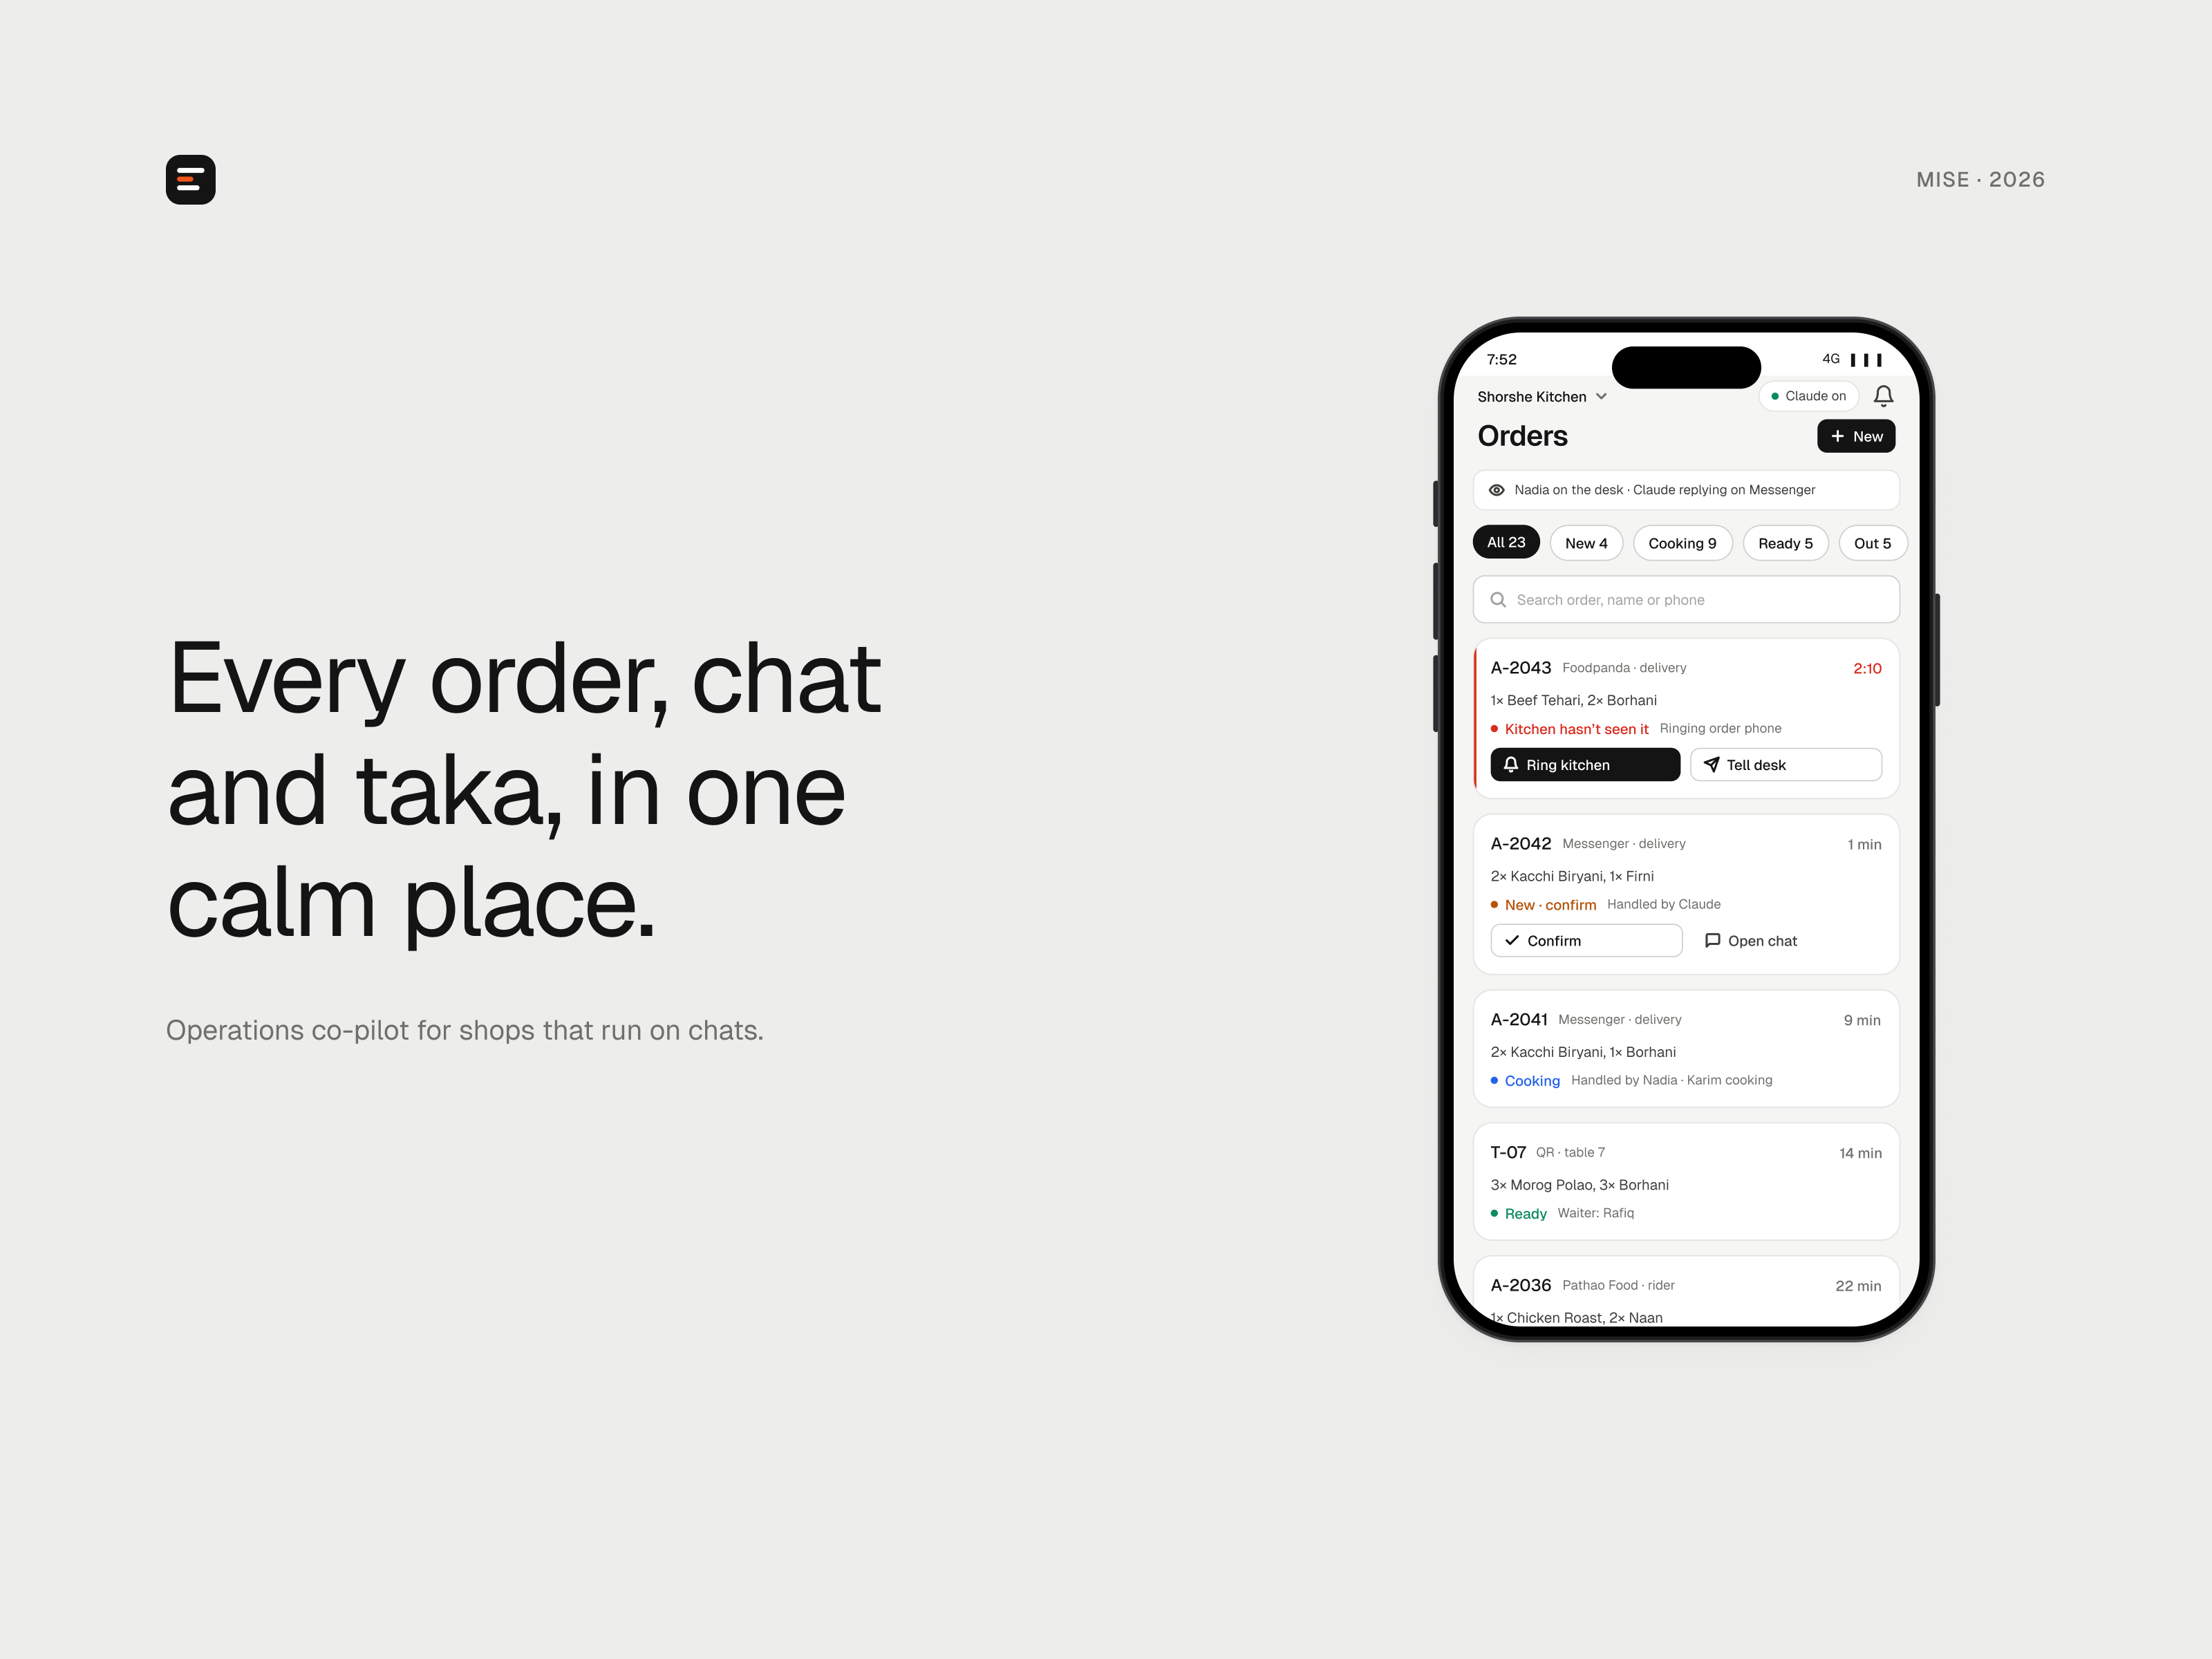 MISE · 2026
Every order, chat
and taka, in one
calm place.
Operations co-pilot for shops that run on chats.
7:52 4G
Shorshe Kitchen Claude on
Orders New
Nadia on the desk · Claude replying on Messenger
All 23 New 4 Cooking 9 Ready 5 Out 5
Search order, name or phone
A-2043 Foodpanda · delivery 2:10
1× Beef Tehari, 2× Borhani
Kitchen hasn't seen it Ringing order phone
Ring kitchen Tell desk
A-2042 Messenger · delivery 1 min
2× Kacchi Biryani, 1× Firni
New · confirm Handled by Claude
Confirm Open chat
A-2041 Messenger · delivery 9 min
2× Kacchi Biryani, 1× Borhani
Cooking Handled by Nadia · Karim cooking
T-07 QR · table 7 14 min
3× Morog Polao, 3× Borhani
Ready Waiter: Rafiq
A-2036 Pathao Food · rider 22 min
1× Chicken Roast, 2× Naan